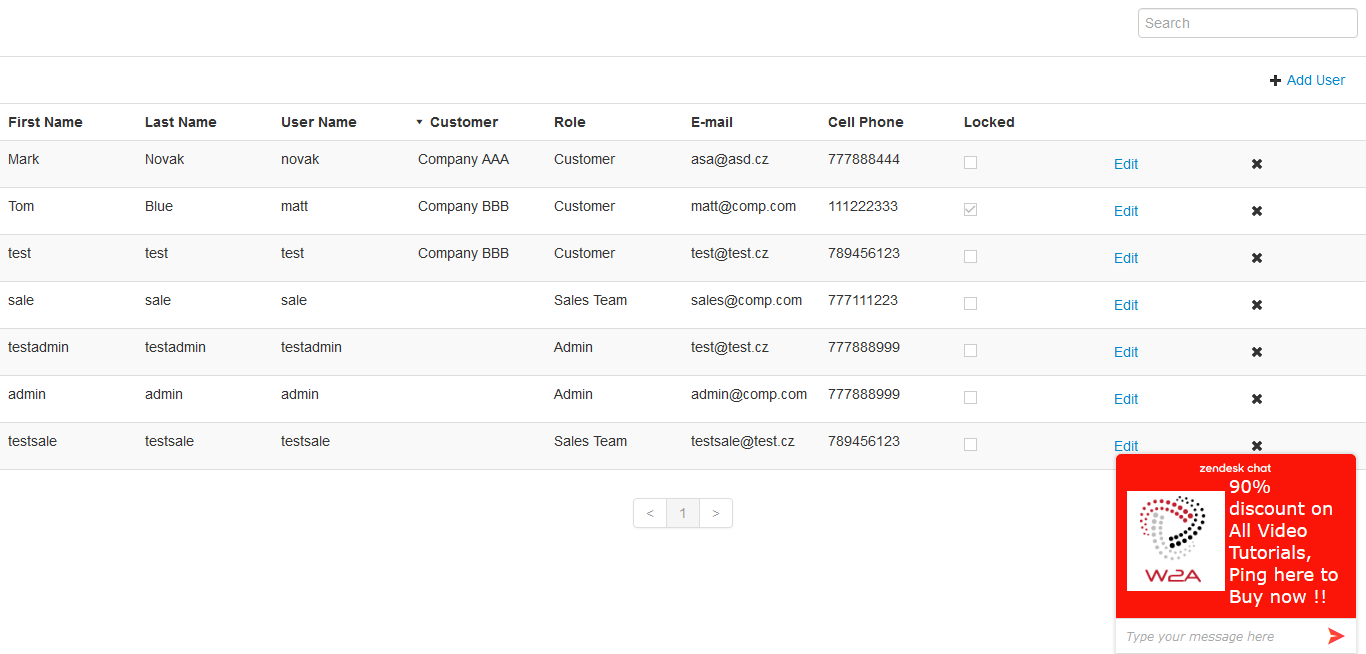 Search
Add User
First Name Last Name User Name Customer Role E-mail Cell Phone Locked
Mark Novak novak Company AAA Customer asa@asd.cz 777888444 Edit
Tom Blue matt Company BBB Customer matt@comp.com 111222333 Edit
test test test Company BBB Customer test@test.cz 789456123 Edit
sale sale sale Sales Team sales@comp.com 777111223 Edit
testadmin testadmin testadmin Admin test@test.cz 777888999 Edit
admin admin admin Admin admin@comp.com 777888999 Edit
testsale testsale testsale Sales Team testsale@test.cz 789456123 Edit
< 1 >
zendesk chat
W2A
90%
discount on
All Video
Tutorials,
Ping here to
Buy now !!
Type your message here